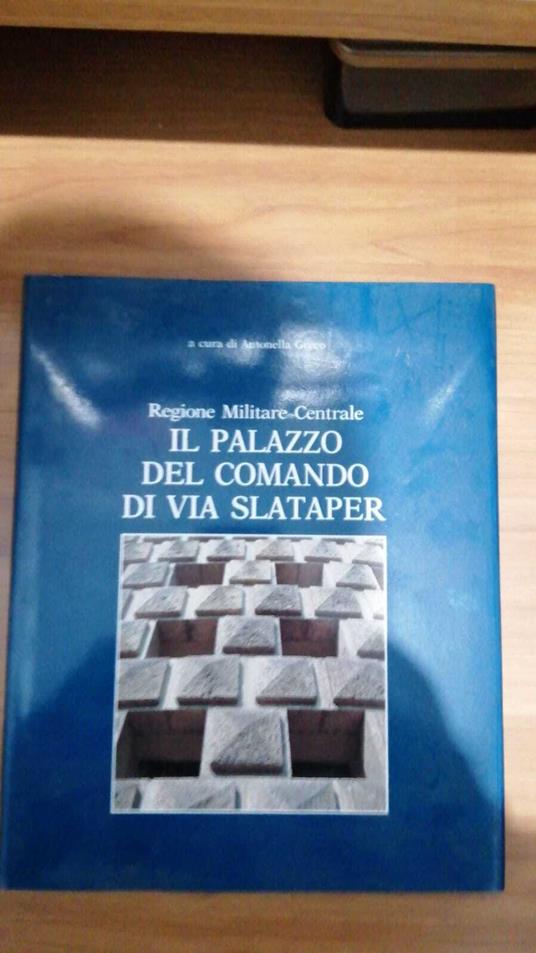 a cura di Antonella Greco
Regione Militare Centrale
IL PALAZZO
DEL COMANDO
DI VIA SLATAPER